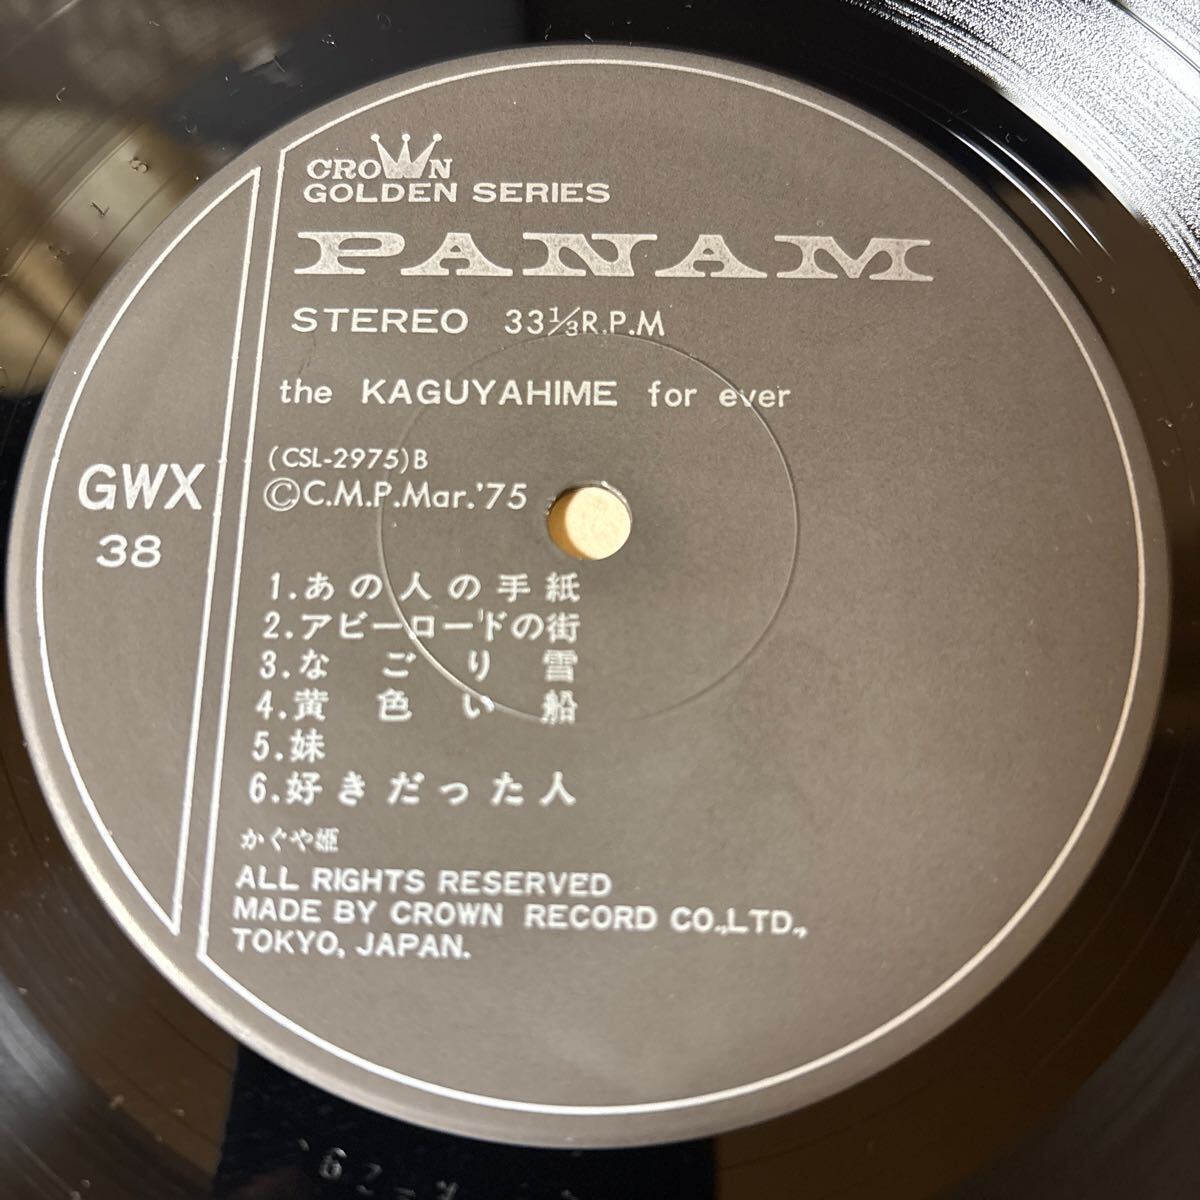 CROWN
GOLDEN SERIES
PANAM
STEREO 33 1/3 R.P.M
the KAGUYAHIME for ever
(CSL-2975)B
©C.M.P.Mar.'75
GWX
38
1.あの人の手紙
2.アビーロードの街
3.なごり雪
4.黄色い船
5.妹
6.好きだった人
かぐや姫
ALL RIGHTS RESERVED
MADE BY CROWN RECORD CO.,LTD.,
TOKYO, JAPAN.